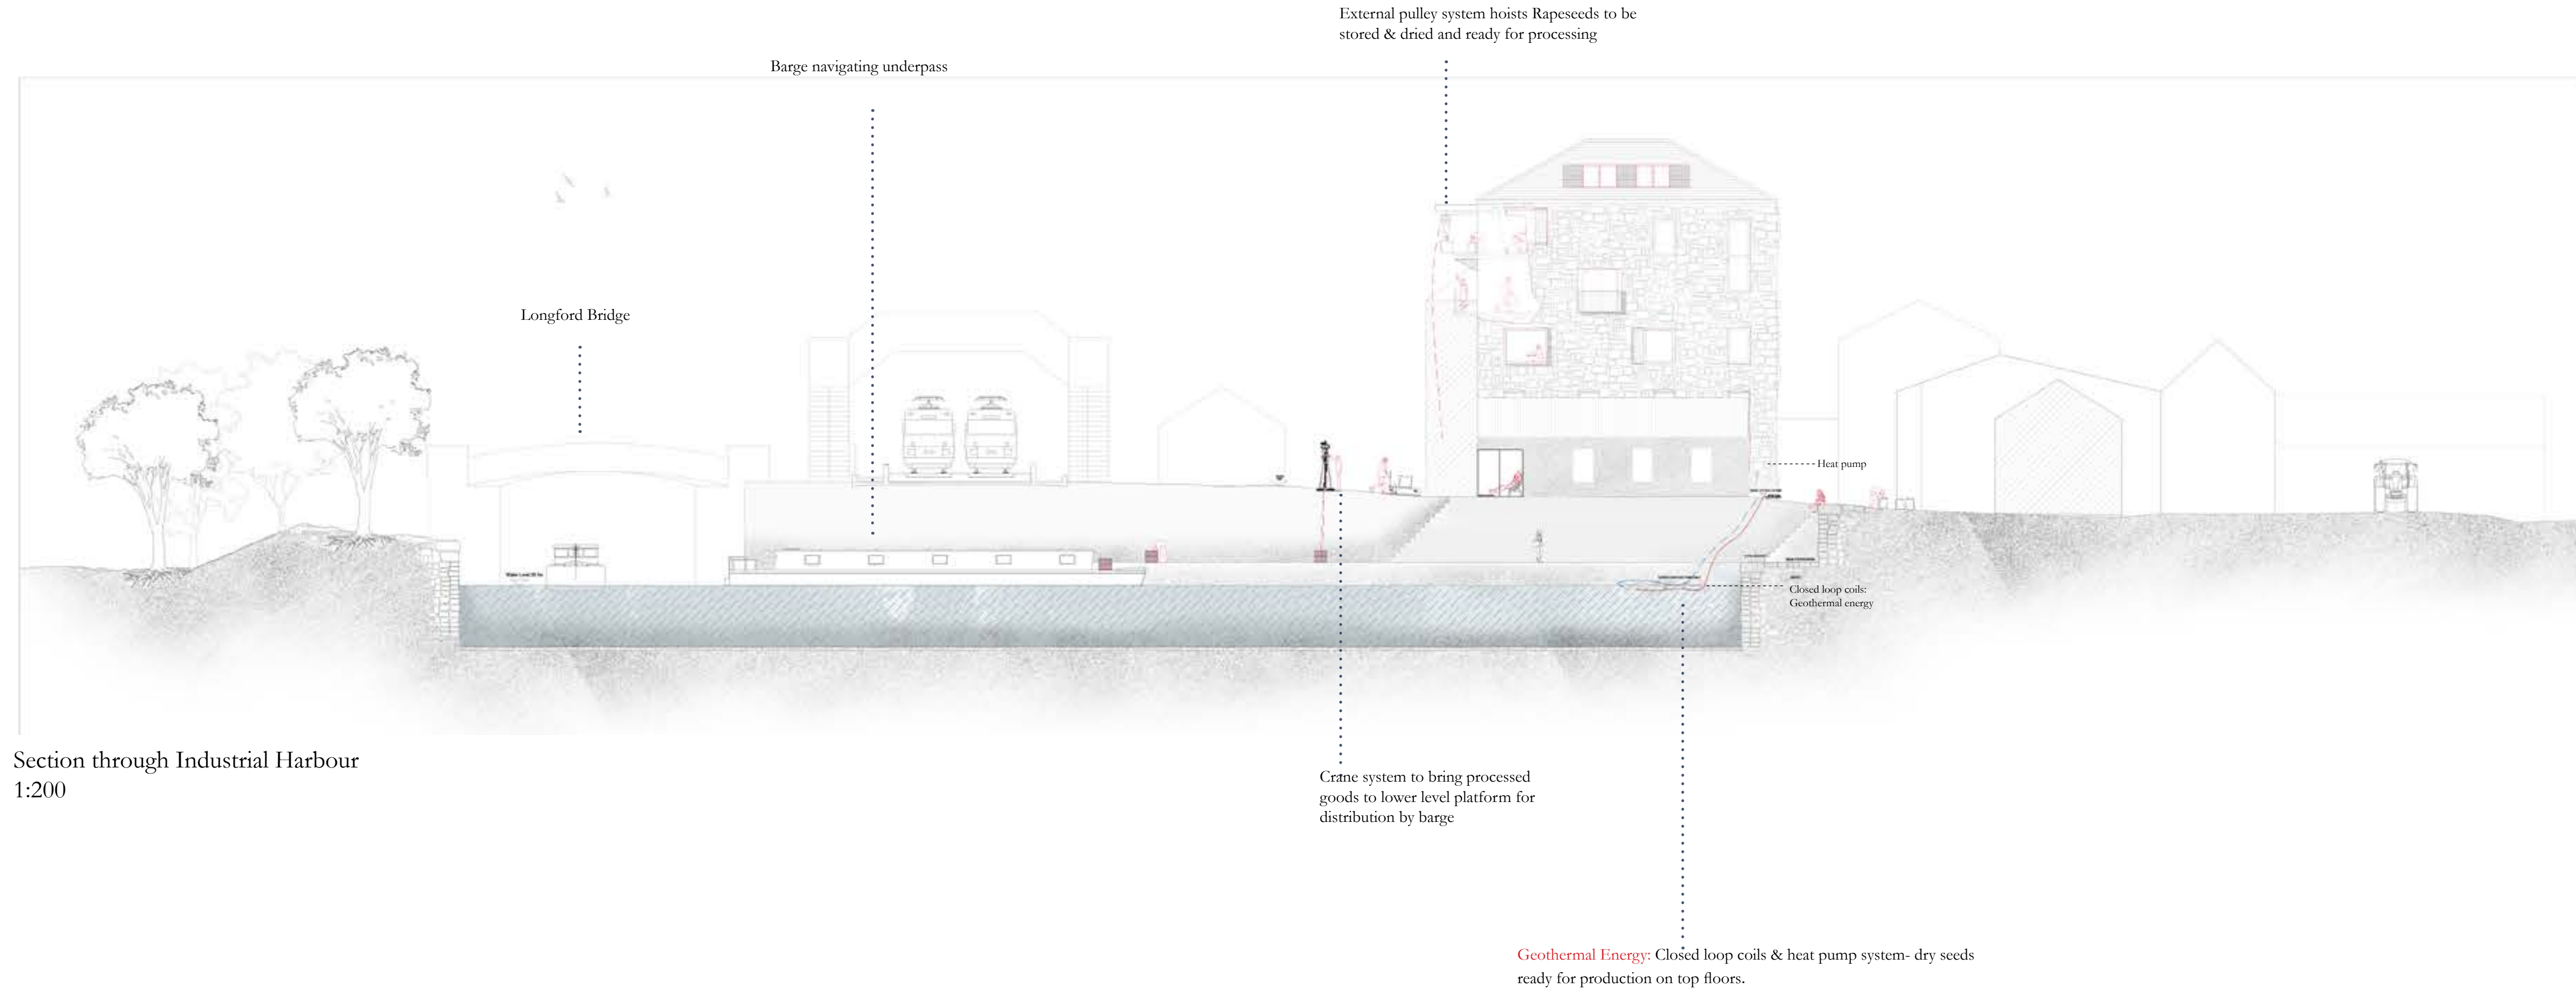 External pulley system hoists Rapeseeds to be
stored & dried and ready for processing
Barge navigating underpass
Longford Bridge
Heat pump
Closed loop coils:
Geothermal energy
Section through Industrial Harbour
1:200
Crane system to bring processed
goods to lower level platform for
distribution by barge
Geothermal Energy: Closed loop coils & heat pump system- dry seeds
ready for production on top floors.